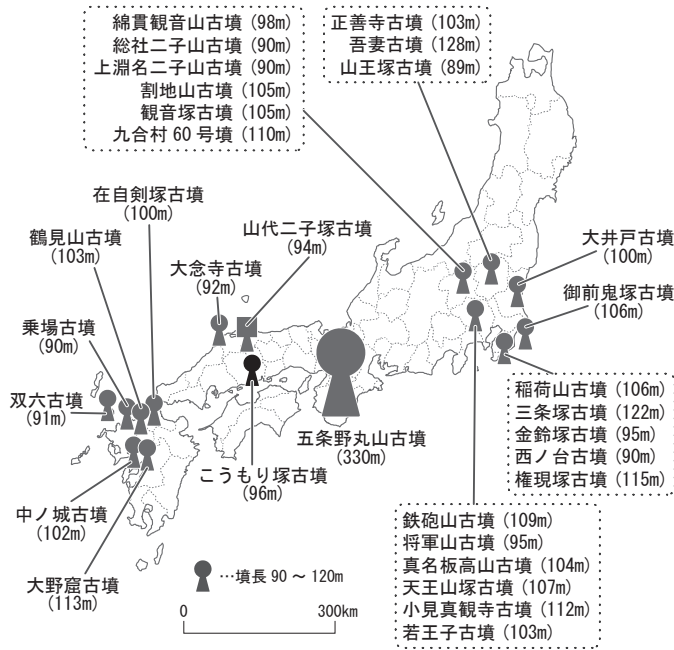 綿貫観音山古墳 (98m)
総社二子山古墳 (90m)
上淵名二子山古墳 (90m)
割地山古墳 (105m)
観音塚古墳 (105m)
九合村 60 号墳 (110m)
正善寺古墳 (103m)
吾妻古墳 (128m)
山王塚古墳 (89m)
在自剣塚古墳
(100m)
鶴見山古墳
(103m)
山代二子塚古墳
(94m)
大念寺古墳
(92m)
大井戸古墳
(100m)
御前鬼塚古墳
(106m)
乗場古墳
(90m)
双六古墳
(91m)
五条野丸山古墳
(330m)
こうもり塚古墳
(96m)
稲荷山古墳 (106m)
三条塚古墳 (122m)
金鈴塚古墳 (95m)
西ノ台古墳 (90m)
権現塚古墳 (115m)
中ノ城古墳
(102m)
大野窟古墳
(113m)
鉄砲山古墳 (109m)
将軍山古墳 (95m)
真名板高山古墳 (104m)
天王山塚古墳 (107m)
小見真観寺古墳 (112m)
若王子古墳 (103m)
…墳長 90 〜 120m
0 300km